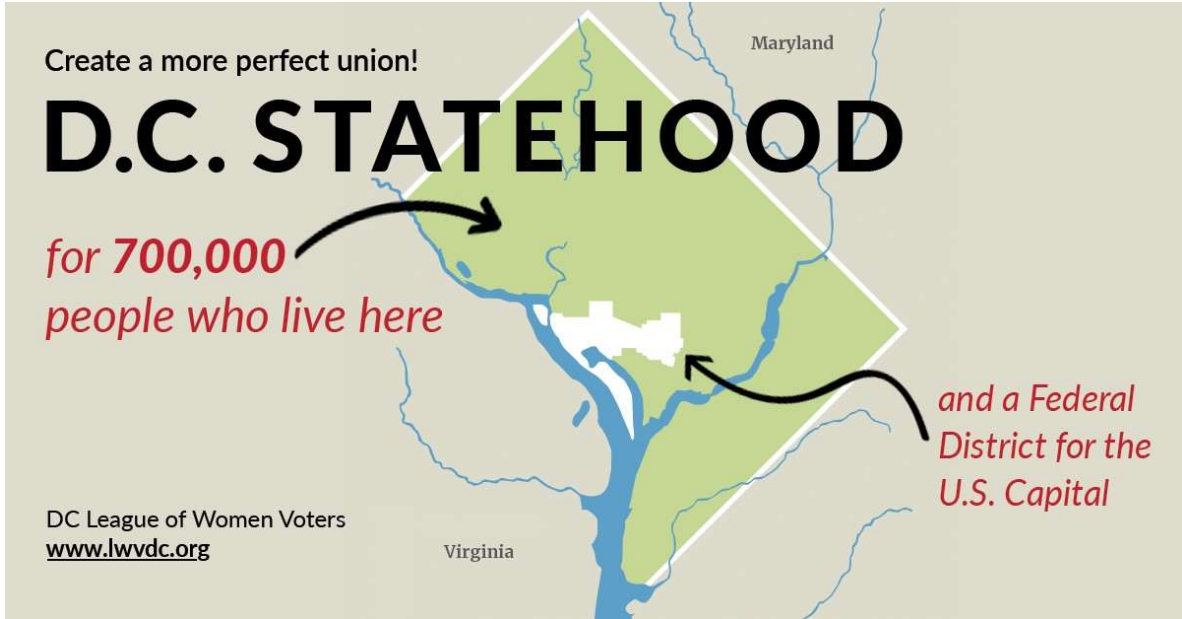 Create a more perfect union!
D.C. STATEHOOD
for 700,000
people who live here
Maryland
and a Federal
District for the
U.S. Capital
DC League of Women Voters
www.lwvdc.org
Virginia